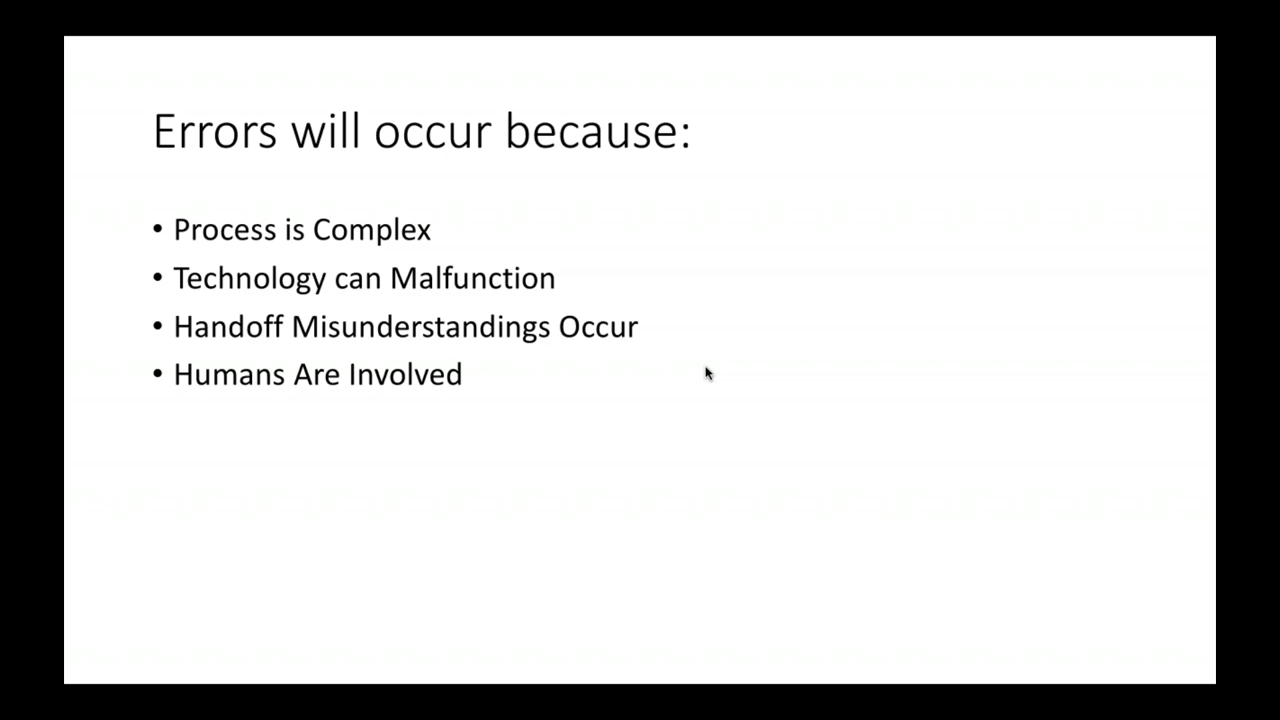 Errors will occur because:
• Process is Complex
• Technology can Malfunction
• Handoff Misunderstandings Occur
• Humans Are Involved